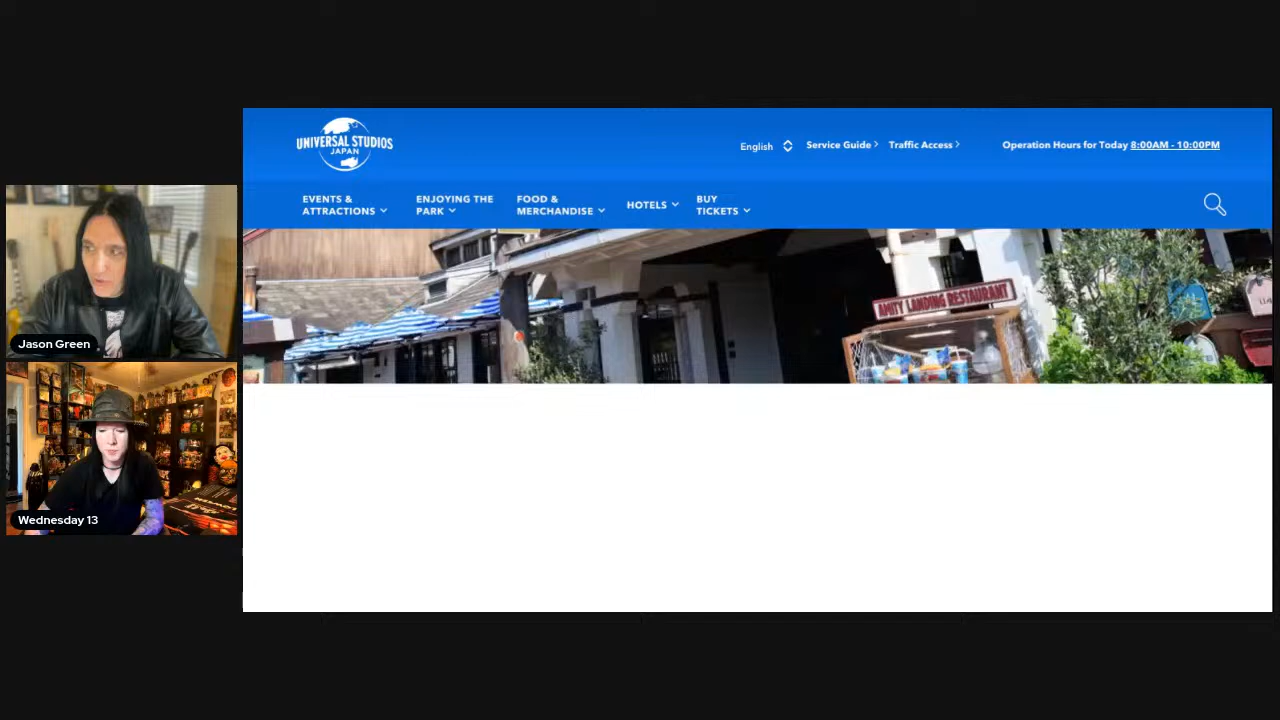 UNIVERSAL STUDIOS
JAPAN
English
Service Guide
Traffic Access
Operation Hours for Today 8:00AM - 10:00PM
EVENTS &
ATTRACTIONS
ENJOYING THE
PARK
FOOD &
MERCHANDISE
HOTELS
BUY
TICKETS
AMITY LANDING RESTAURANT
Jason Green
Wednesday 13